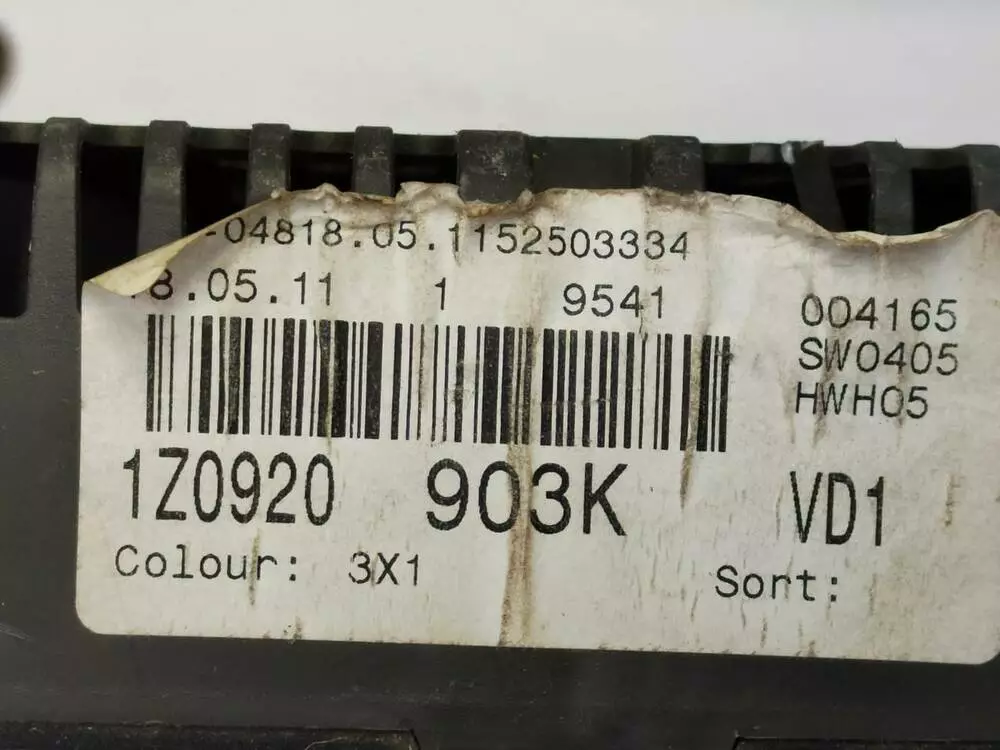 -04818.05.1152503334
8.05.11 1 9541 004165
SW0405
HWH05
1Z0920 903K VD1
Colour: 3X1 Sort: